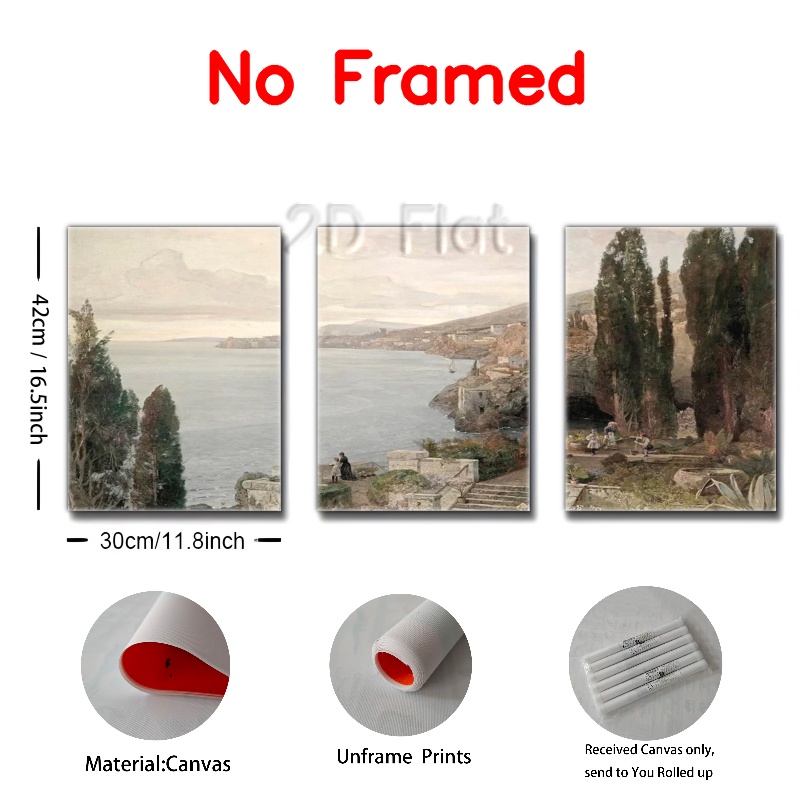 No Framed
2D Flat
42cm / 16.5inch
30cm/11.8inch
Material:Canvas
Unframe Prints
Received Canvas only,
send to You Rolled up